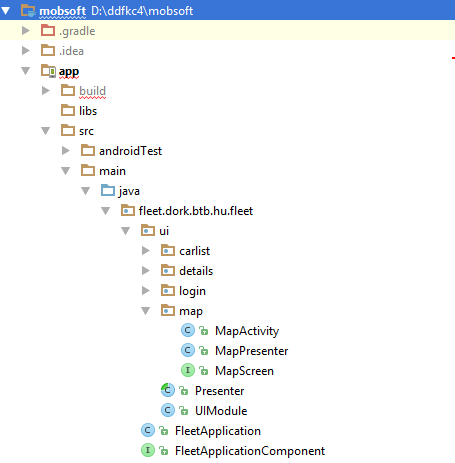 mobsoft D:\ddfkc4\mobsoft
.gradle
.idea
app
build
libs
src
androidTest
main
java
fleet.dork.btb.hu.fleet
ui
carlist
details
login
map
C MapActivity
C MapPresenter
I MapScreen
C Presenter
C UIModule
C FleetApplication
I FleetApplicationComponent